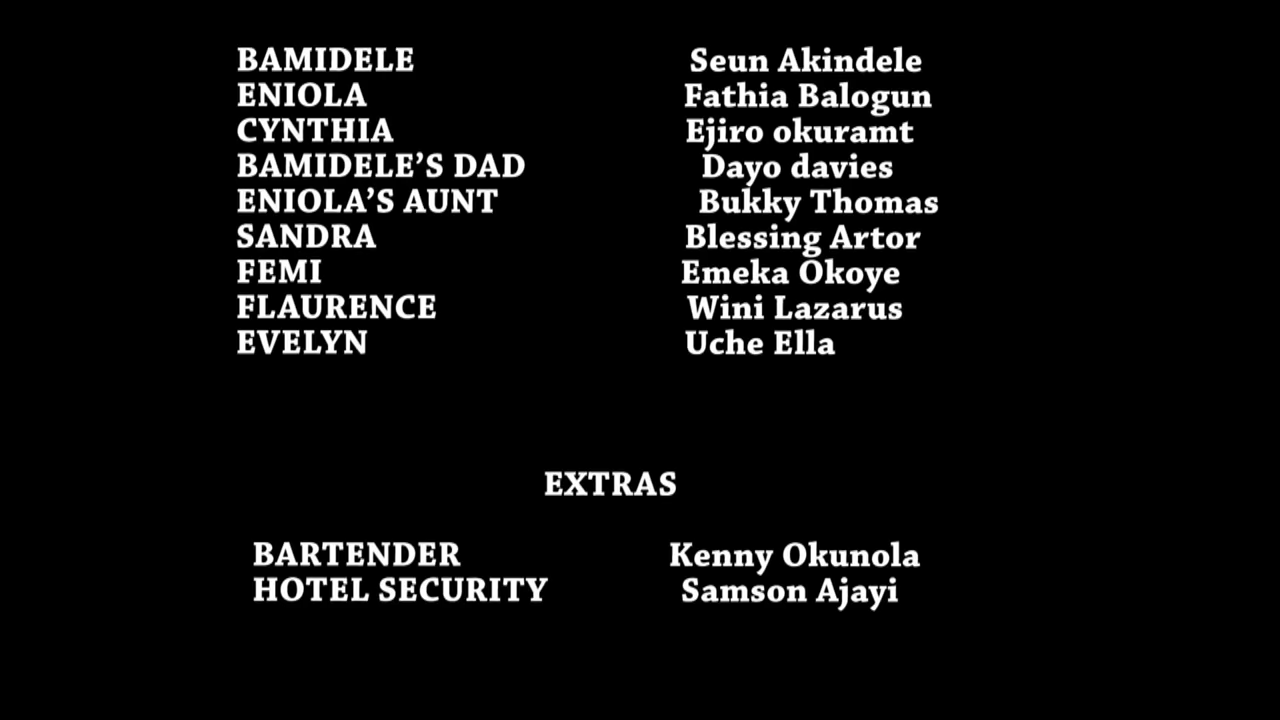 BAMIDELE Seun Akindele
ENIOLA Fathia Balogun
CYNTHIA Ejiro okuramt
BAMIDELE’S DAD Dayo davies
ENIOLA’S AUNT Bukky Thomas
SANDRA Blessing Artor
FEMI Emeka Okoye
FLAURENCE Wini Lazarus
EVELYN Uche Ella
EXTRAS
BARTENDER Kenny Okunola
HOTEL SECURITY Samson Ajayi